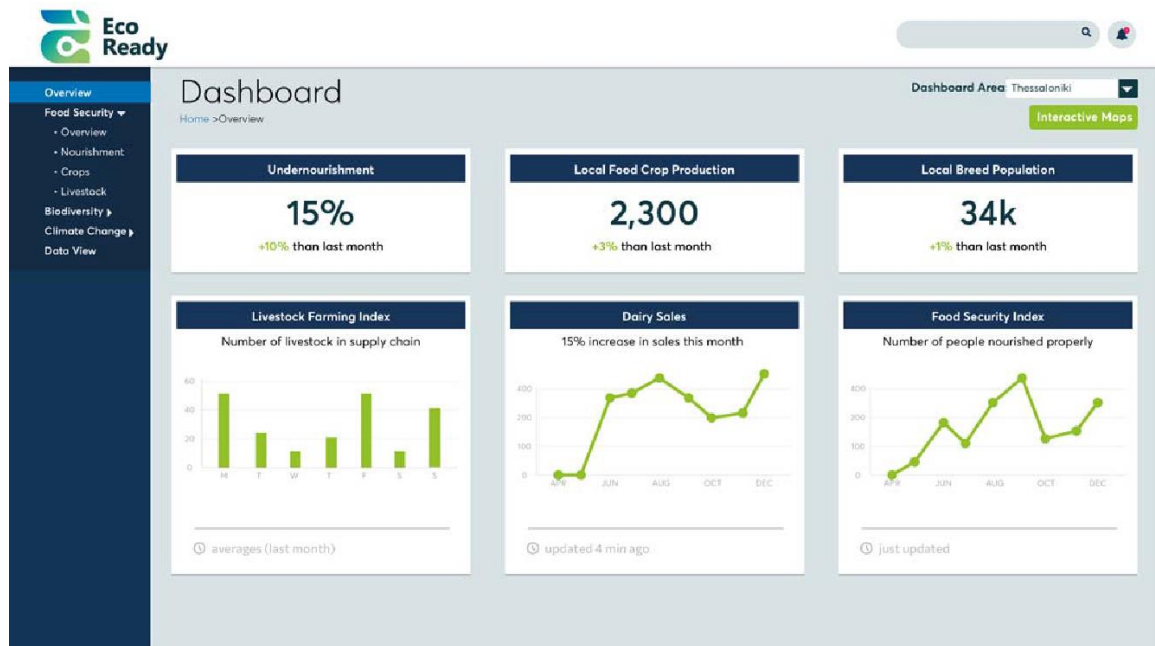 Eco
Ready
Overview
Food Security
• Overview
• Nourishment
• Crops
• Livestock
Biodiversity
Climate Change
Data View
Dashboard
Home >Overview
Dashboard Area: Thessaloniki
Interactive Maps
Undernourishment
15%
+10% than last month
Local Food Crop Production
2,300
+3% than last month
Local Breed Population
34k
+1% than last month
Livestock Farming Index
Number of livestock in supply chain
60
40
20
0
M T W T F S S
averages (last month)
Dairy Sales
15% increase in sales this month
400
200
100
0
APR JUN AUG OCT DEC
updated 4 min ago
Food Security Index
Number of people nourished properly
400
200
100
0
APR JUN AUG OCT DEC
just updated